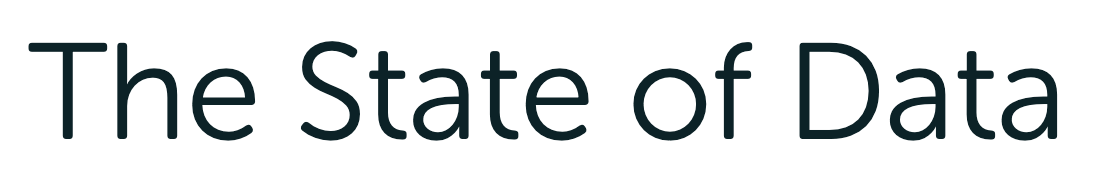 The State of Data